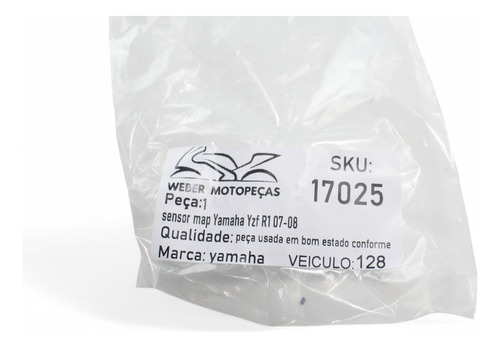 WEBER MOTOPEÇAS
SKU:
17025
Peça:1
sensor map Yamaha Yzf R1 07-08
Qualidade: peça usada em bom estado conforme
Marca: yamaha VEICULO: 128